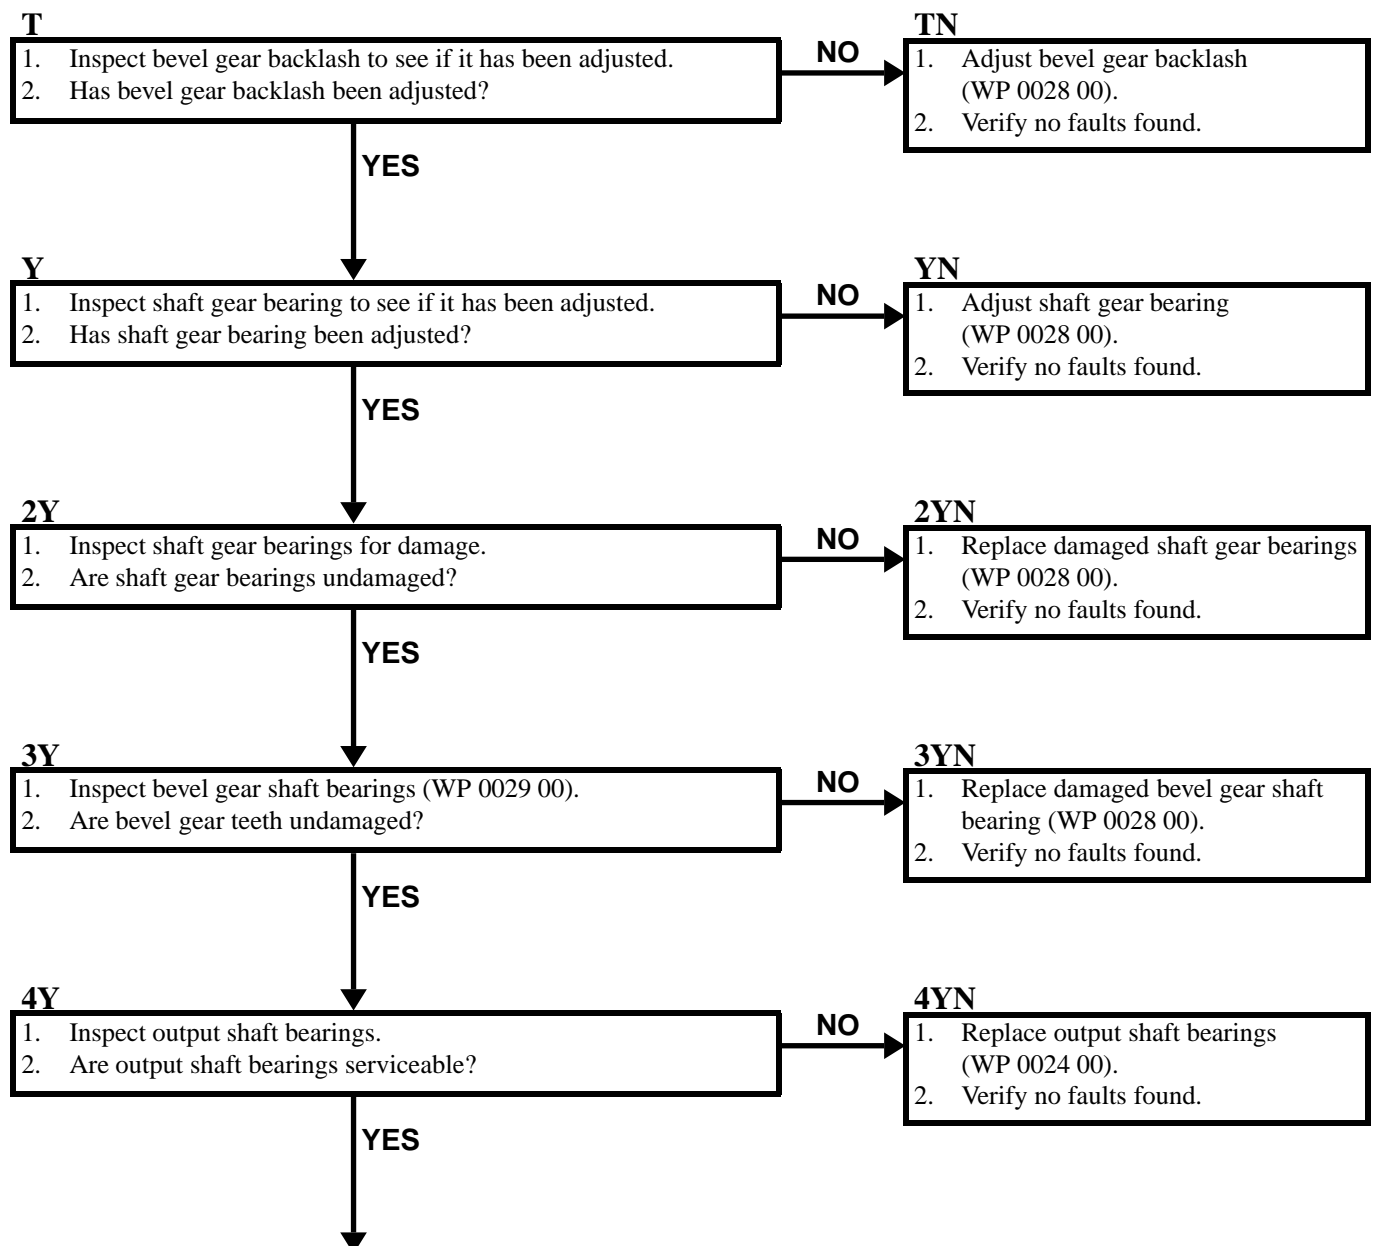 T
1. Inspect bevel gear backlash to see if it has been adjusted.
2. Has bevel gear backlash been adjusted?
NO
TN
1. Adjust bevel gear backlash
(WP 0028 00).
2. Verify no faults found.
YES
Y
1. Inspect shaft gear bearing to see if it has been adjusted.
2. Has shaft gear bearing been adjusted?
NO
YN
1. Adjust shaft gear bearing
(WP 0028 00).
2. Verify no faults found.
YES
2Y
1. Inspect shaft gear bearings for damage.
2. Are shaft gear bearings undamaged?
NO
2YN
1. Replace damaged shaft gear bearings
(WP 0028 00).
2. Verify no faults found.
YES
3Y
1. Inspect bevel gear shaft bearings (WP 0029 00).
2. Are bevel gear teeth undamaged?
NO
3YN
1. Replace damaged bevel gear shaft
bearing (WP 0028 00).
2. Verify no faults found.
YES
4Y
1. Inspect output shaft bearings.
2. Are output shaft bearings serviceable?
NO
4YN
1. Replace output shaft bearings
(WP 0024 00).
2. Verify no faults found.
YES